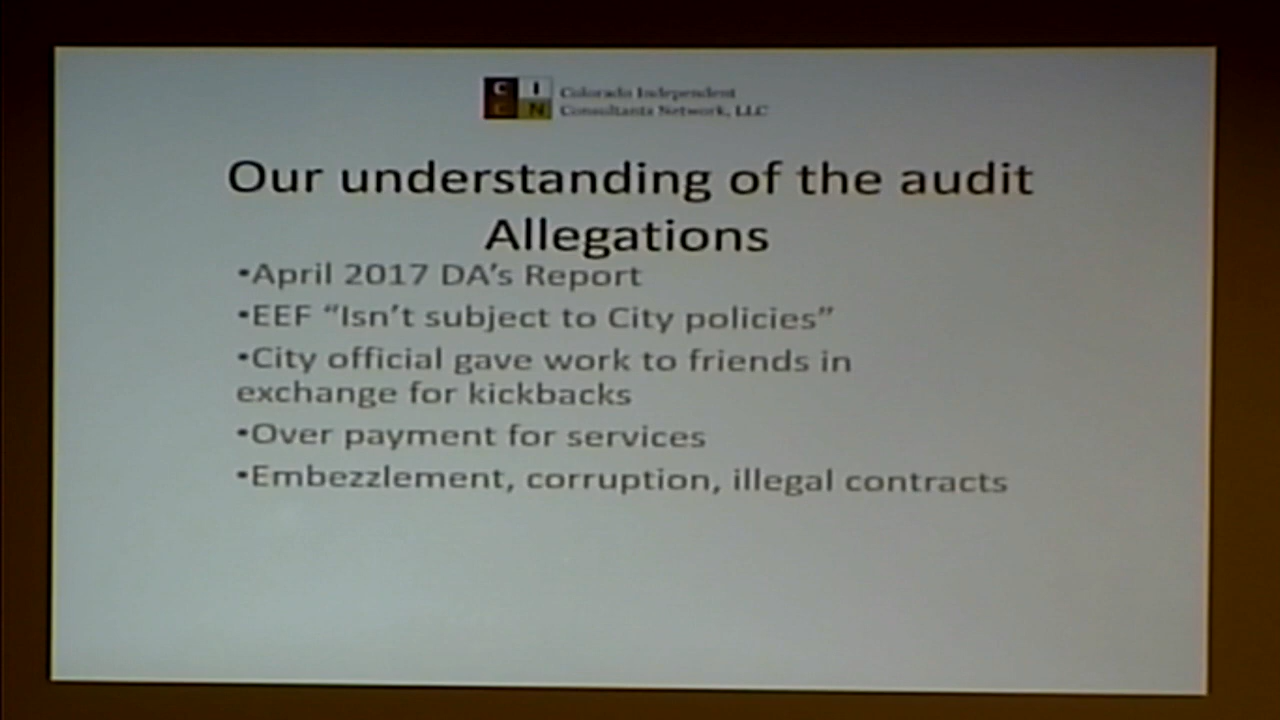 C I
C N
Colorado Independent
Consultants Network, LLC
Our understanding of the audit
Allegations
•April 2017 DA's Report
•EEF “Isn't subject to City policies”
•City official gave work to friends in
exchange for kickbacks
•Over payment for services
•Embezzlement, corruption, illegal contracts